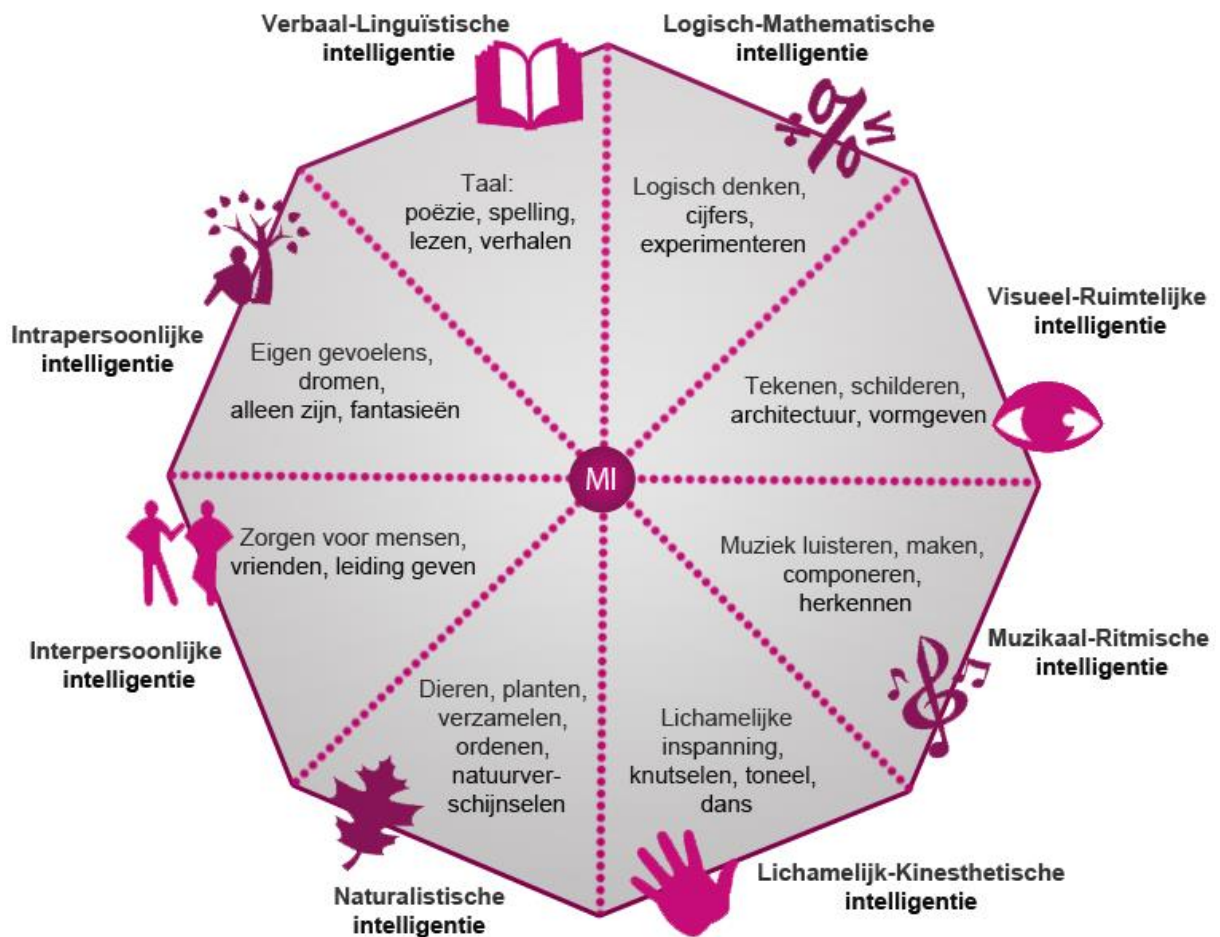 Verbaal-Linguïstische
intelligentie
Logisch-Mathematische
intelligentie
Taal:
poëzie, spelling,
lezen, verhalen
Logisch denken,
cijfers,
experimenteren
Visueel-Ruimtelijke
intelligentie
Tekenen, schilderen,
architectuur, vormgeven
Intrapersoonlijke
intelligentie
Eigen gevoelens,
dromen,
alleen zijn, fantasieën
MI
Zorgen voor mensen,
vrienden, leiding geven
Interpersoonlijke
intelligentie
Muziek luisteren, maken,
componeren,
herkennen
Muzikaal-Ritmische
intelligentie
Dieren, planten,
verzamelen,
ordenen,
natuurver-
schijnselen
Naturalistische
intelligentie
Lichamelijke
inspanning,
knutselen, toneel,
dans
Lichamelijk-Kinesthetische
intelligentie